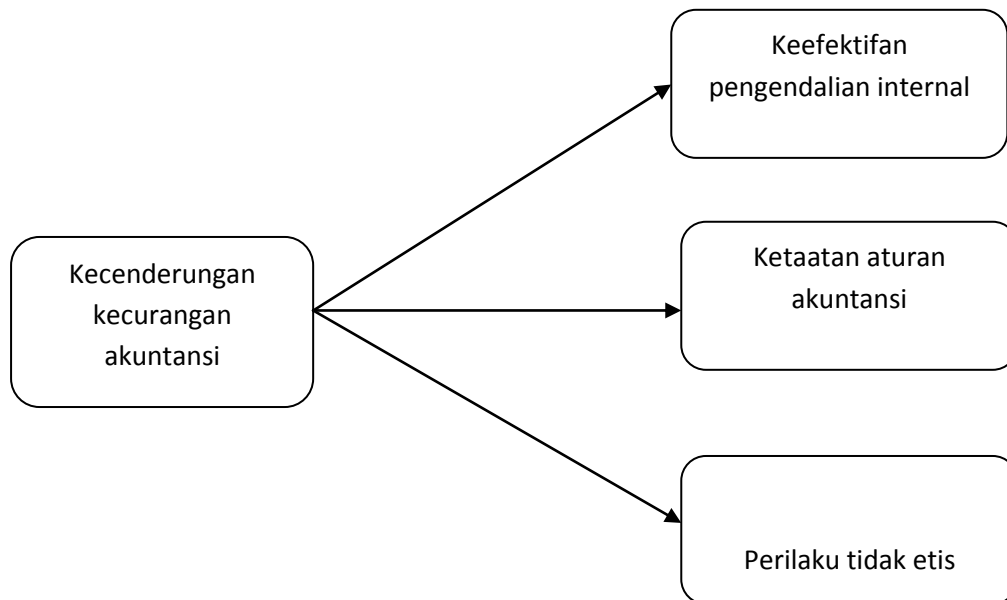 Keefektifan
pengendalian internal
Kecenderungan
kecurangan
akuntansi
Ketaatan aturan
akuntansi
Perilaku tidak etis